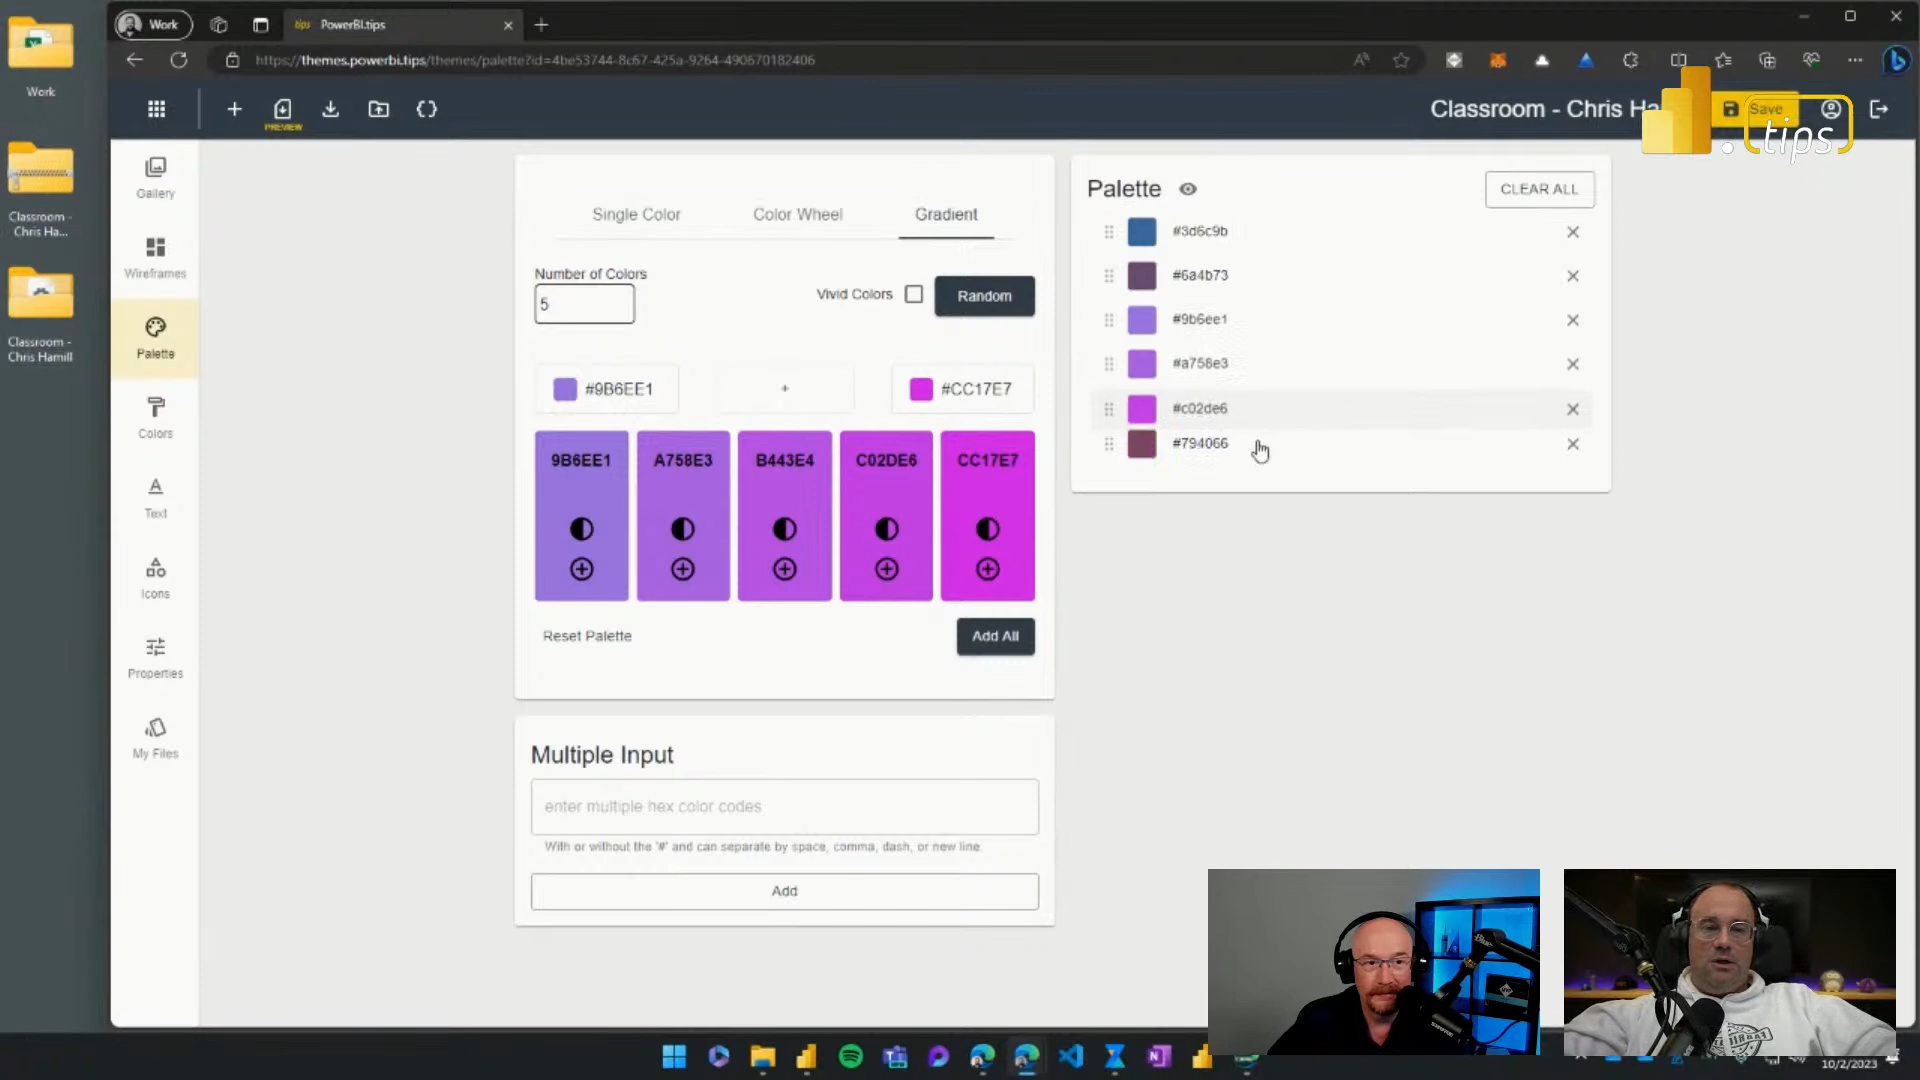 Work
tips PowerBI.tips
https://themes.powerbi.tips/themes/palette?id=4be53744-8c67-425a-9264-490670182406
Work
Classroom - Chris Ha
Save
tips
PREVIEW
Gallery
Wireframes
Palette
Colors
Text
Icons
Properties
My Files
Classroom -
Chris Ha...
Classroom -
Chris Hamill
Single Color
Color Wheel
Gradient
Number of Colors
5
Vivid Colors
Random
#9B6EE1
+
#CC17E7
9B6EE1
A758E3
B443E4
C02DE6
CC17E7
Reset Palette
Add All
Multiple Input
enter multiple hex color codes
With or without the '#' and can separate by space, comma, dash, or new line.
Add
Palette
CLEAR ALL
#3d6c9b
#6a4b73
#9b6ee1
#a758e3
#c02de6
#794066
10/2/2023